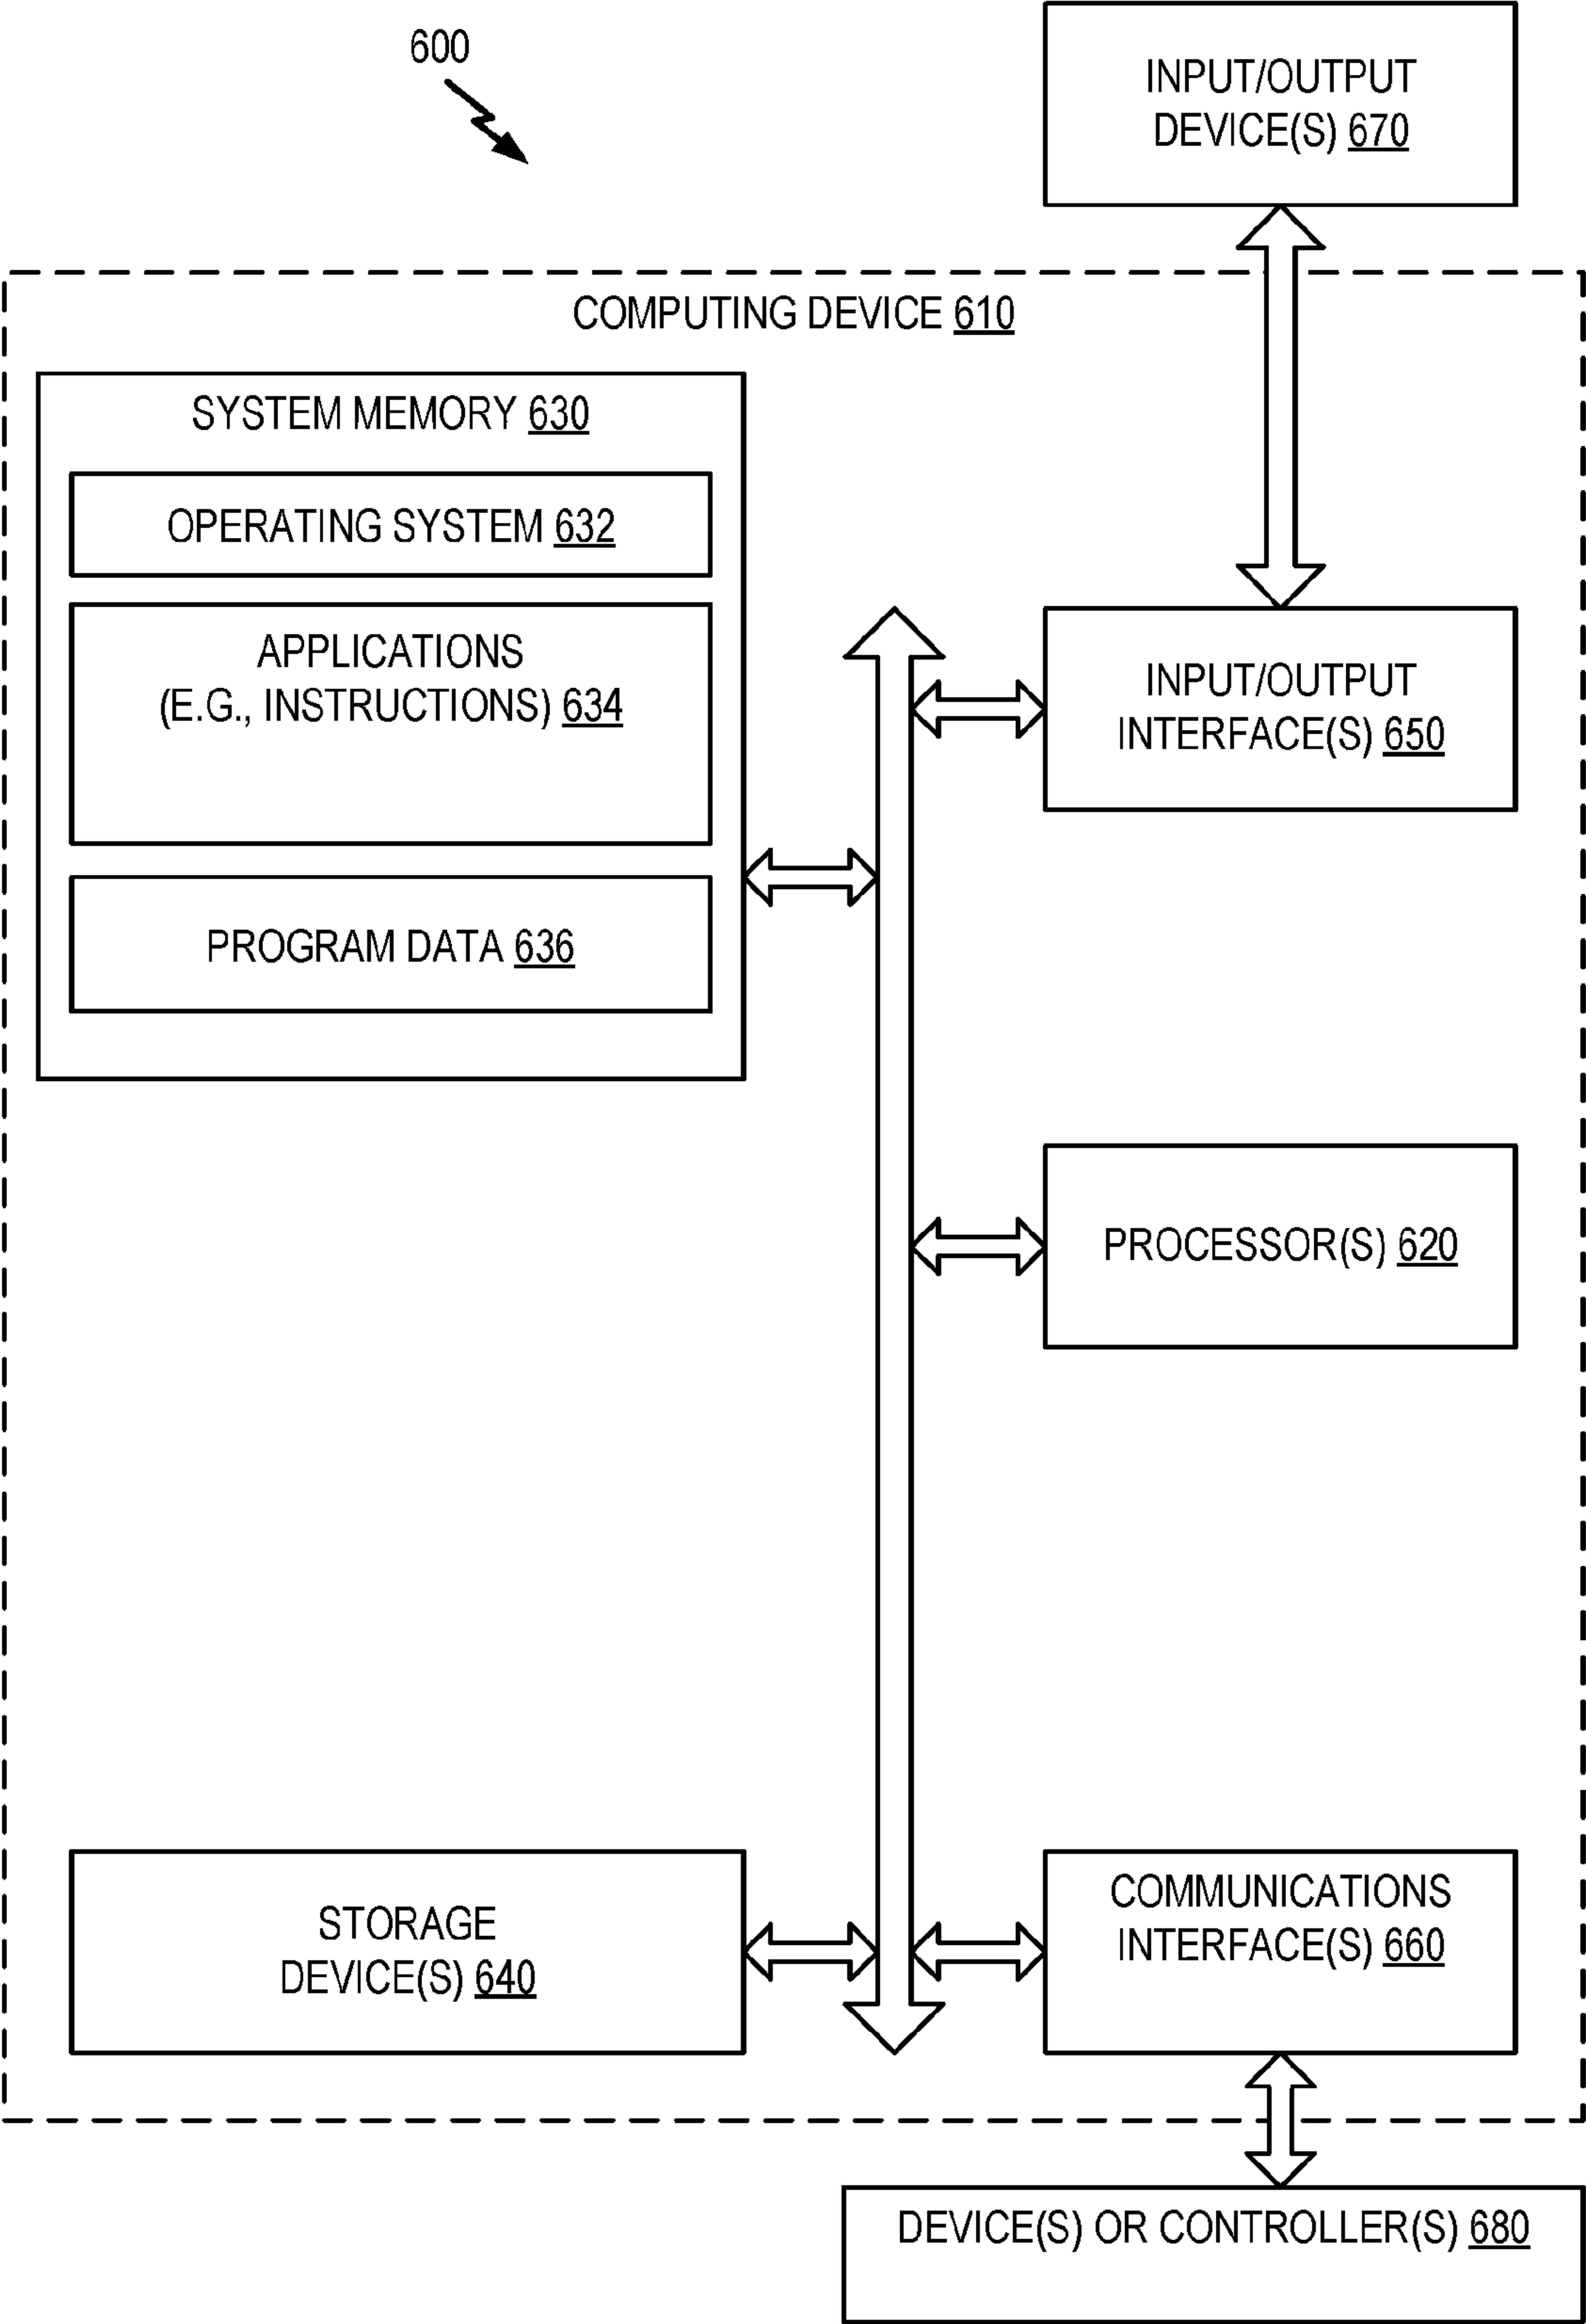 600
INPUT/OUTPUT
DEVICE(S) 670
COMPUTING DEVICE 610
SYSTEM MEMORY 630
OPERATING SYSTEM 632
APPLICATIONS
(E.G., INSTRUCTIONS) 634
PROGRAM DATA 636
INPUT/OUTPUT
INTERFACE(S) 650
PROCESSOR(S) 620
STORAGE
DEVICE(S) 640
COMMUNICATIONS
INTERFACE(S) 660
DEVICE(S) OR CONTROLLER(S) 680